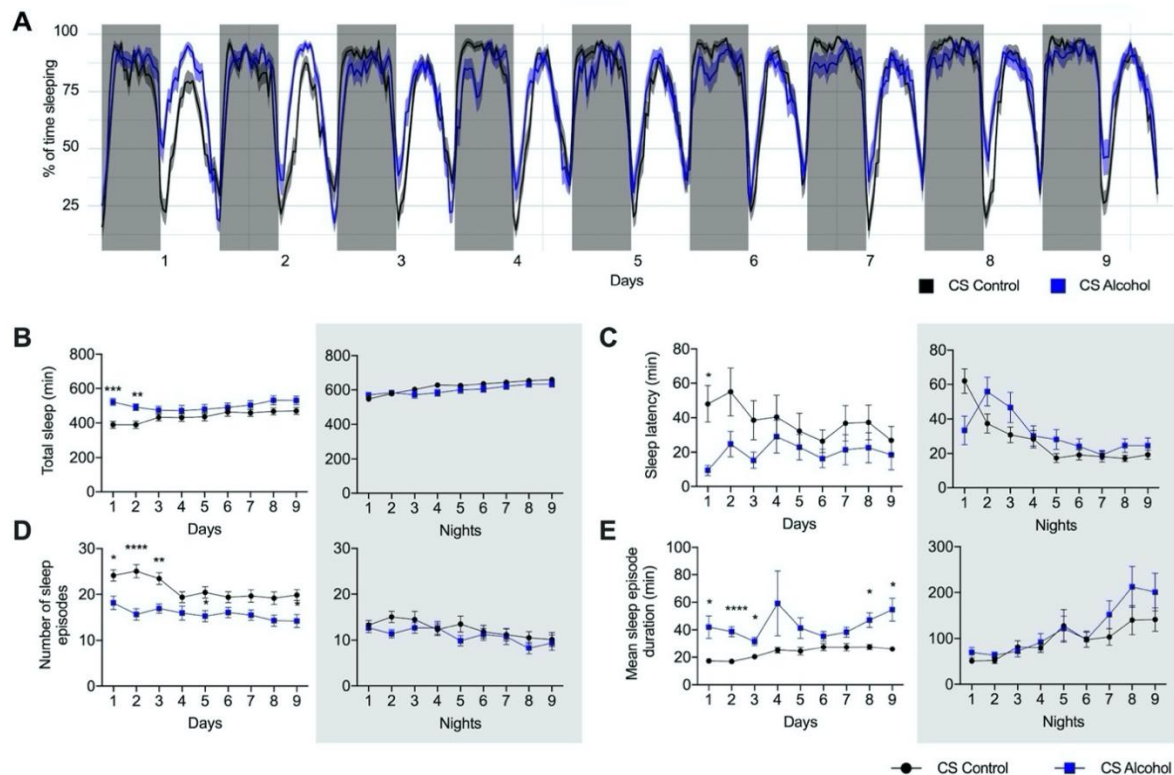 A
% of time sleeping
100
75
50
25
1 2 3 4 5 6 7 8 9
Days
CS Control CS Alcohol
B
Total sleep (min)
800
600
400
200
0
*** **
1 2 3 4 5 6 7 8 9
Days
800
600
400
200
0
1 2 3 4 5 6 7 8 9
Nights
C
Sleep latency (min)
80
60
40
20
0
*
1 2 3 4 5 6 7 8 9
Days
80
60
40
20
0
1 2 3 4 5 6 7 8 9
Nights
D
Number of sleep
episodes
30
20
10
0
* **** ** * *
1 2 3 4 5 6 7 8 9
Days
30
20
10
0
1 2 3 4 5 6 7 8 9
Nights
E
Mean sleep episode
duration (min)
100
80
60
40
20
0
* **** * * *
1 2 3 4 5 6 7 8 9
Days
300
200
100
0
1 2 3 4 5 6 7 8 9
Nights
CS Control CS Alcohol